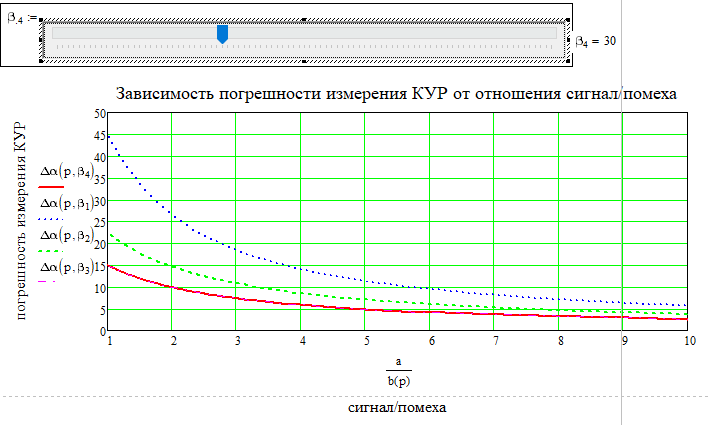 β.4 :=
β4 = 30
Зависимость погрешности измерения КУР от отношения сигнал/помеха
погрешность измерения КУР
Δα(p, β4)
Δα(p, β1)
Δα(p, β2)
Δα(p, β3)
50
45
40
35
30
25
20
15
10
5
0
1 2 3 4 5 6 7 8 9 10
a
b(p)
сигнал/помеха